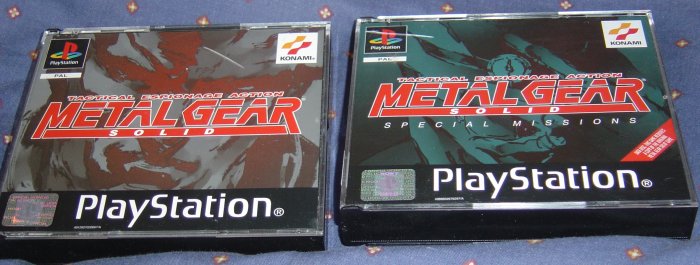 PlayStation
PAL
KONAMI
TACTICAL ESPIONAGE ACTION
METAL GEAR
SOLID
PlayStation®
PlayStation
PAL
KONAMI
TACTICAL ESPIONAGE ACTION
METAL GEAR
SOLID
SPECIAL MISSIONS
PlayStation®